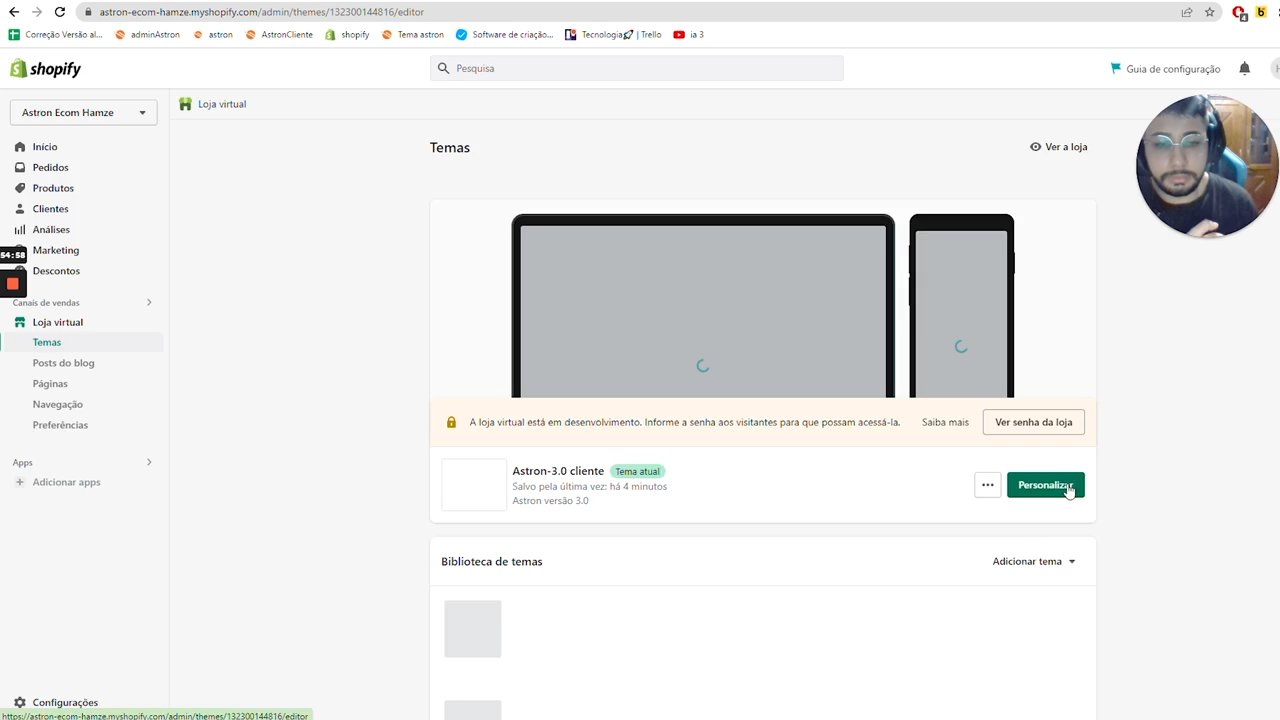 astron-ecom-hamze.myshopify.com/admin/themes/132300144816/editor
4
b
Correção Versão al...
adminAstron
astron
AstronCliente
shopify
Tema astron
Software de criação...
Tecnologia🚀 | Trello
ia 3
shopify
Pesquisa
Guia de configuração
Astron Ecom Hamze
Loja virtual
Início
Temas
Ver a loja
Pedidos
Produtos
Clientes
Análises
Marketing
54:58
Descontos
Canais de vendas
Loja virtual
Temas
Posts do blog
Páginas
Navegação
Preferências
A loja virtual está em desenvolvimento. Informe a senha aos visitantes para que possam acessá-la.
Saiba mais
Ver senha da loja
Apps
Adicionar apps
Astron-3.0 cliente
Tema atual
Salvo pela última vez: há 4 minutos
Astron versão 3.0
Personalizar
Biblioteca de temas
Adicionar tema
Configurações
https://astron-ecom-hamze.myshopify.com/admin/themes/132300144816/editor